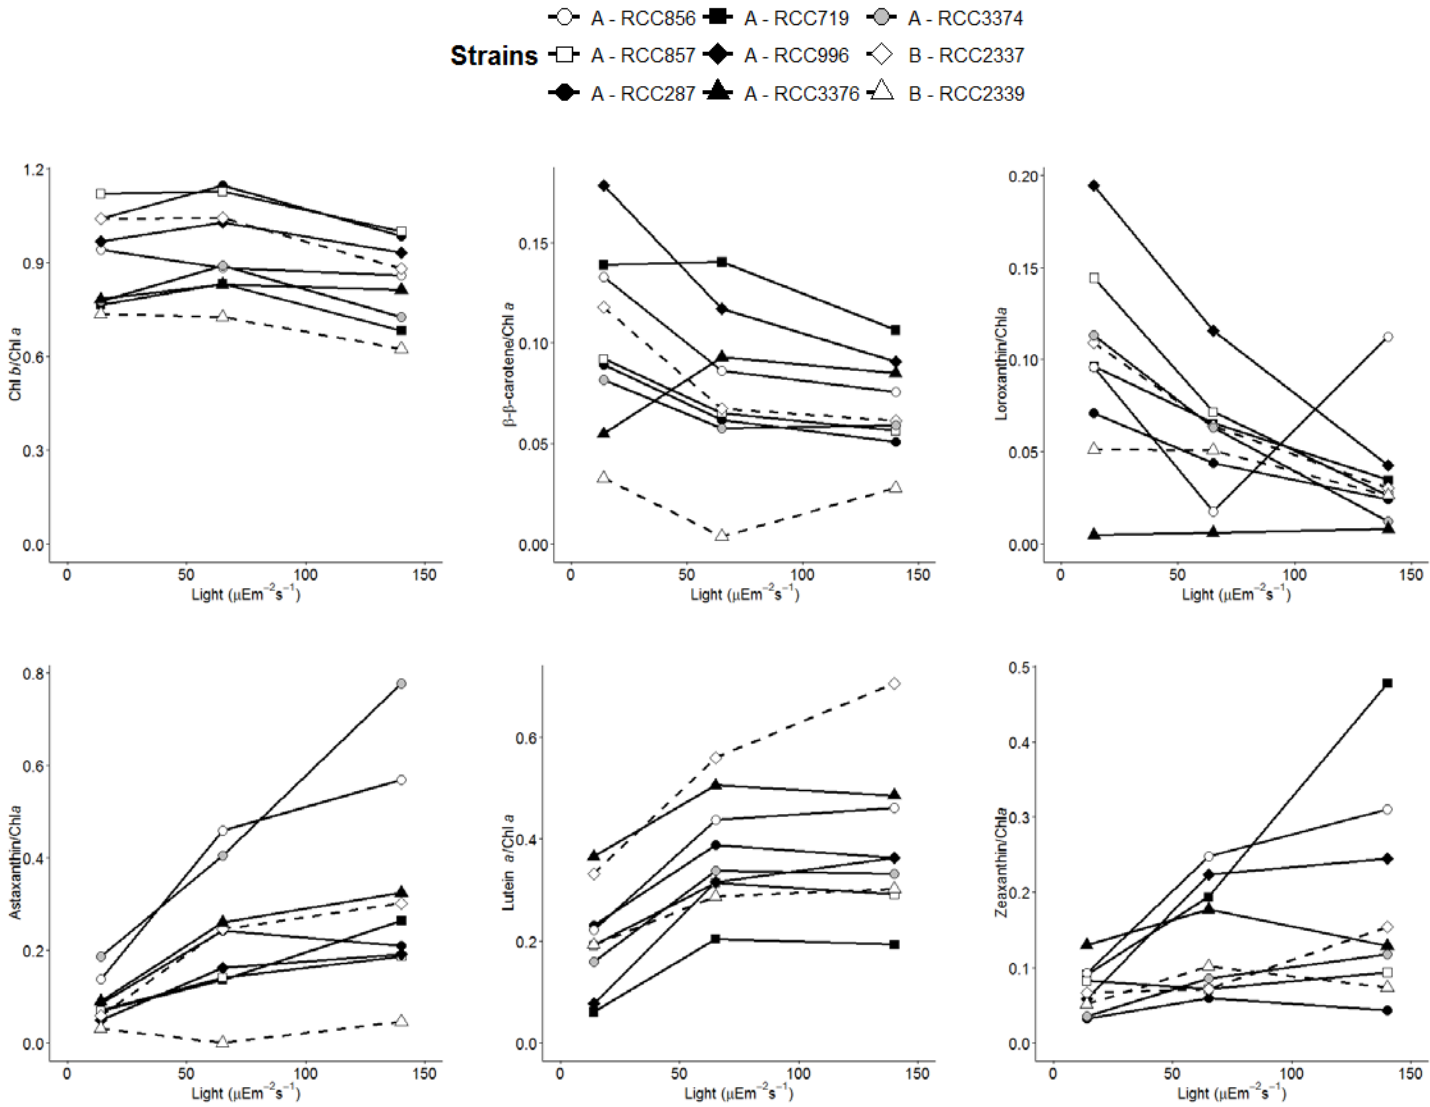 A - RCC856 A - RCC719 A - RCC3374
Strains A - RCC857 A - RCC996 B - RCC2337
A - RCC287 A - RCC3376 B - RCC2339
Chl b/Chl a
1.2
0.9
0.6
0.3
0.0
0 50 100 150
Light (μEm⁻²s⁻¹)
β-β-carotene/Chl a
0.15
0.10
0.05
0.00
0 50 100 150
Light (μEm⁻²s⁻¹)
Loroxanthin/Chla
0.20
0.15
0.10
0.05
0.00
0 50 100 150
Light (μEm⁻²s⁻¹)
Astaxanthin/Chla
0.8
0.6
0.4
0.2
0.0
0 50 100 150
Light (μEm⁻²s⁻¹)
Lutein a/Chl a
0.6
0.4
0.2
0.0
0 50 100 150
Light (μEm⁻²s⁻¹)
Zeaxanthin/Chla
0.5
0.4
0.3
0.2
0.1
0.0
0 50 100 150
Light (μEm⁻²s⁻¹)